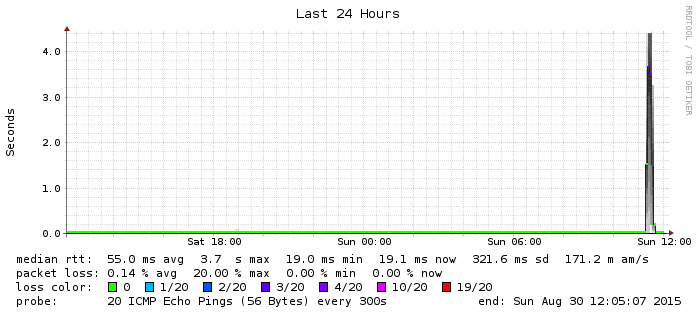 Last 24 Hours
RRDTOOL / TOBI OETIKER
Seconds
4.0
3.0
2.0
1.0
0.0
Sat 18:00 Sun 00:00 Sun 06:00 Sun 12:00
median rtt: 55.0 ms avg 3.7 s max 19.0 ms min 19.1 ms now 321.6 ms sd 171.2 m am/s
packet loss: 0.14 % avg 20.00 % max 0.00 % min 0.00 % now
loss color: 0 1/20 2/20 3/20 4/20 10/20 19/20
probe: 20 ICMP Echo Pings (56 Bytes) every 300s end: Sun Aug 30 12:05:07 2015